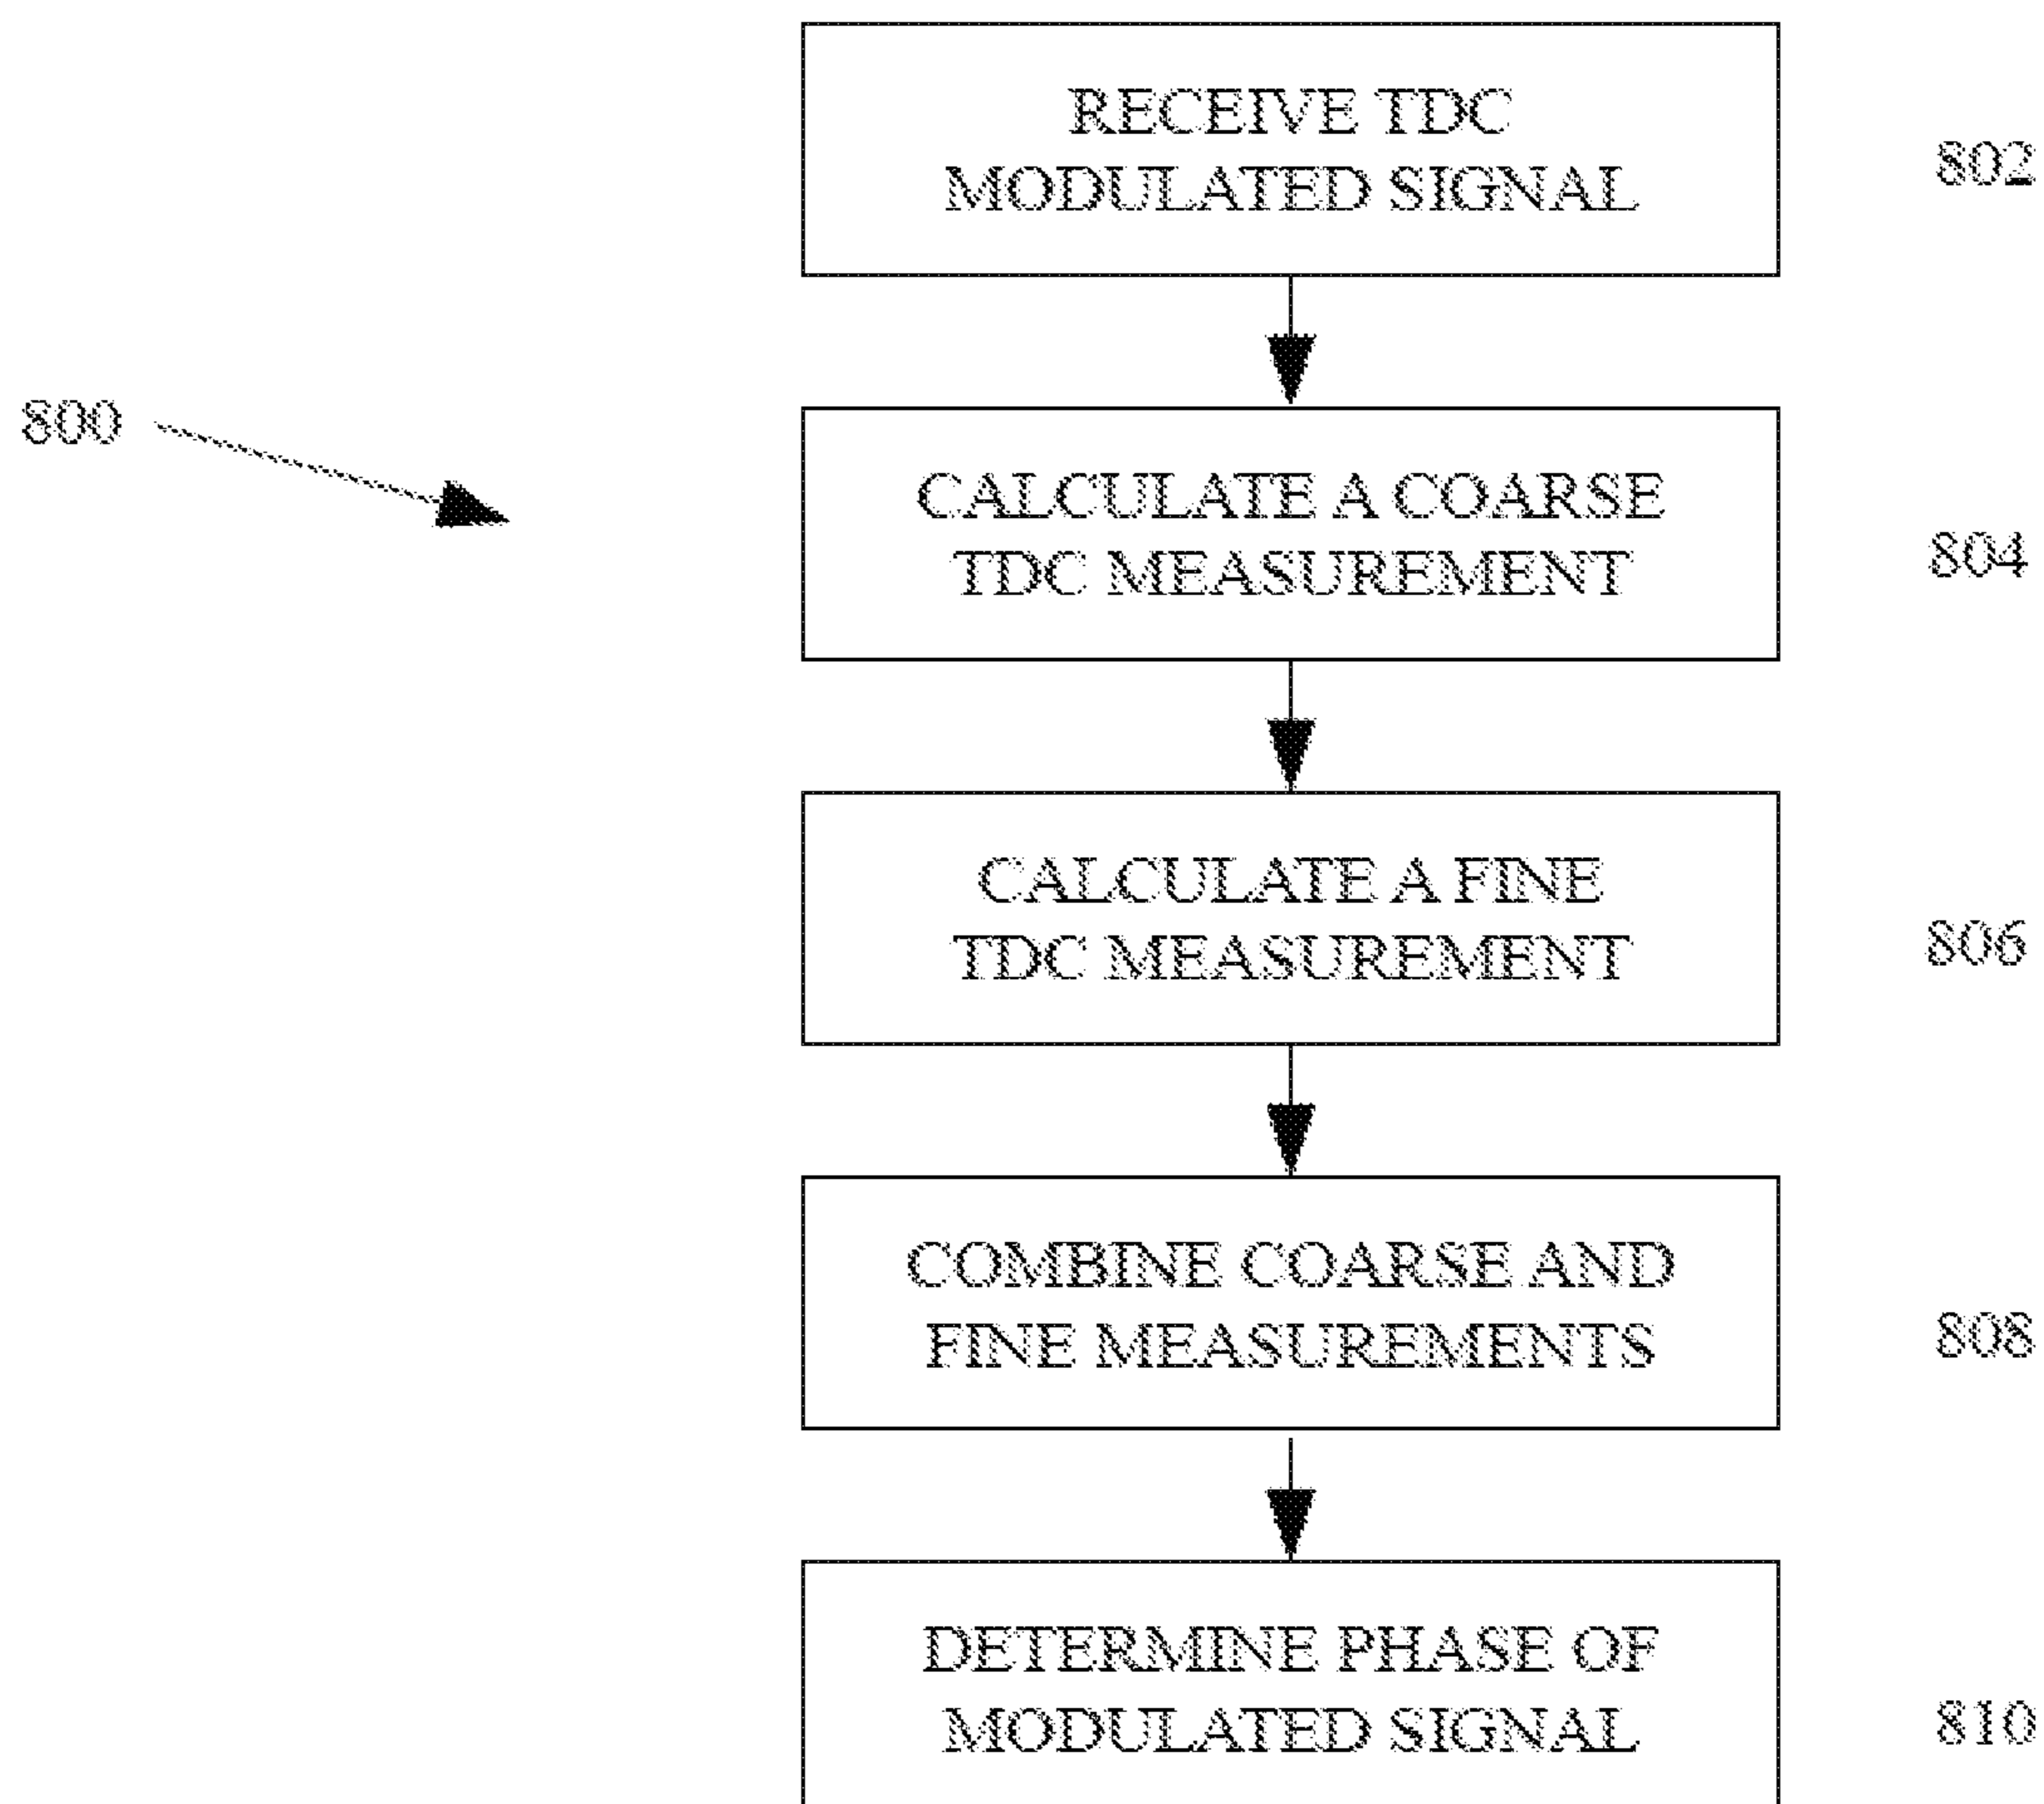 RECEIVE TDC
MODULATED SIGNAL
802
800
CALCULATE A COARSE
TDC MEASUREMENT
804
CALCULATE A FINE
TDC MEASUREMENT
806
COMBINE COARSE AND
FINE MEASUREMENTS
808
DETERMINE PHASE OF
MODULATED SIGNAL
810